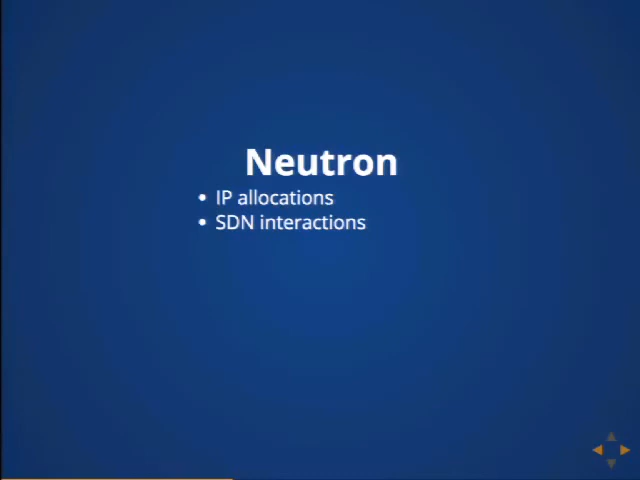 Neutron
• IP allocations
• SDN interactions